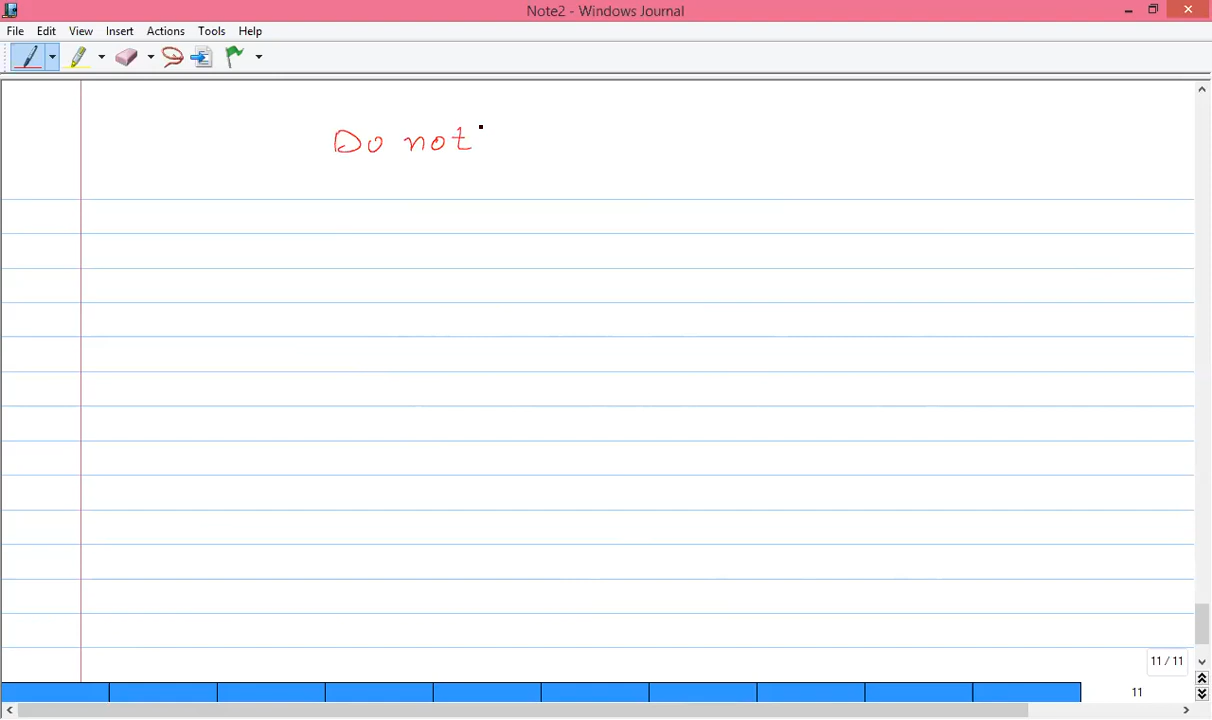 Note2 - Windows Journal
File Edit View Insert Actions Tools Help
Do not
11 / 11
11